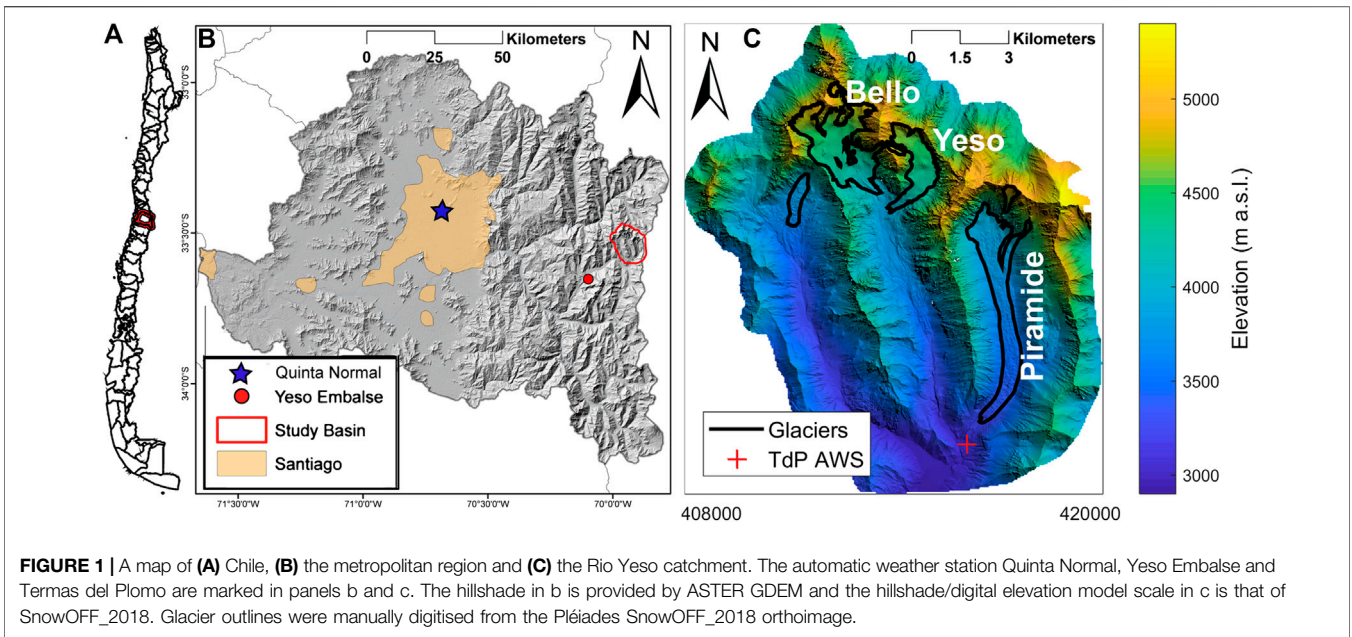 A
B
0 25 50 Kilometers
N
33°0'0"S
33°30'0"S
34°0'0"S
Quinta Normal
Yeso Embalse
Study Basin
Santiago
71°30'0"W 71°0'0"W 70°30'0"W 70°0'0"W
C
0 1.5 3 Kilometers
N
Bello
Yeso
Piramide
Glaciers
TdP AWS
408000 420000
5000
4500
4000
3500
3000
Elevation (m a.s.l.)
FIGURE 1 | A map of (A) Chile, (B) the metropolitan region and (C) the Rio Yeso catchment. The automatic weather station Quinta Normal, Yeso Embalse and
Termas del Plomo are marked in panels b and c. The hillshade in b is provided by ASTER GDEM and the hillshade/digital elevation model scale in c is that of
SnowOFF_2018. Glacier outlines were manually digitised from the Pléiades SnowOFF_2018 orthoimage.